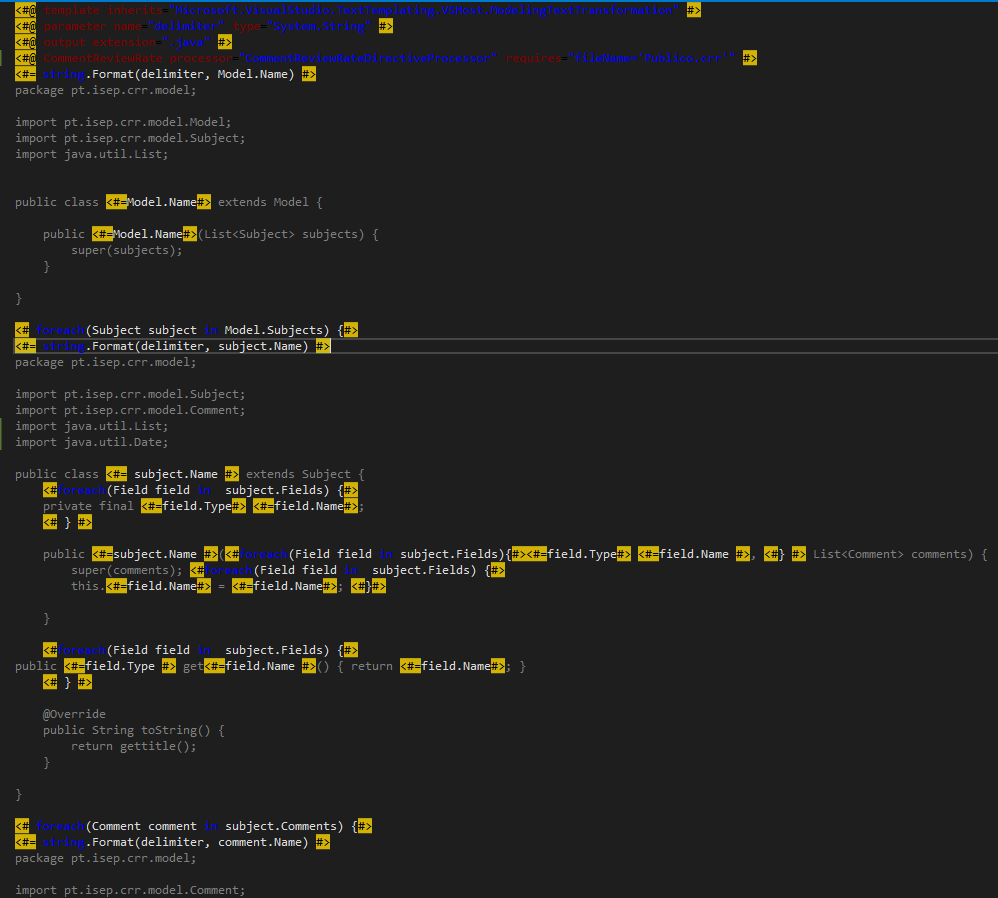 <#@ template inherits="Microsoft.VisualStudio.TextTemplating.VSHost.ModelingTextTransformation" #>
<#@ parameter name="delimiter" type="System.String" #>
<#@ output extension=".java" #>
<#@ CommentReviewRate processor="CommentReviewRateDirectiveProcessor" requires="fileName='Publico.crr'" #>
<#= string.Format(delimiter, Model.Name) #>
package pt.isep.crr.model;
import pt.isep.crr.model.Model;
import pt.isep.crr.model.Subject;
import java.util.List;
public class <#=Model.Name#> extends Model {
public <#=Model.Name#>(List<Subject> subjects) {
super(subjects);
}
}
<# foreach(Subject subject in Model.Subjects) {#>
<#= string.Format(delimiter, subject.Name) #>
package pt.isep.crr.model;
import pt.isep.crr.model.Subject;
import pt.isep.crr.model.Comment;
import java.util.List;
import java.util.Date;
public class <#= subject.Name #> extends Subject {
<#foreach(Field field in  subject.Fields) {#>
private final <#=field.Type#> <#=field.Name#>;
<# } #>
public <#=subject.Name #>(<#foreach(Field field in subject.Fields){#><#=field.Type#> <#=field.Name #>, <#} #> List<Comment> comments) {
super(comments); <#foreach(Field field in  subject.Fields) {#>
this.<#=field.Name#> = <#=field.Name#>; <#}#>
}
<#foreach(Field field in  subject.Fields) {#>
public <#=field.Type #> get<#=field.Name #>() { return <#=field.Name#>; }
<# } #>
@Override
public String toString() {
return gettitle();
}
}
<# foreach(Comment comment in subject.Comments) {#>
<#= string.Format(delimiter, comment.Name) #>
package pt.isep.crr.model;
import pt.isep.crr.model.Comment;